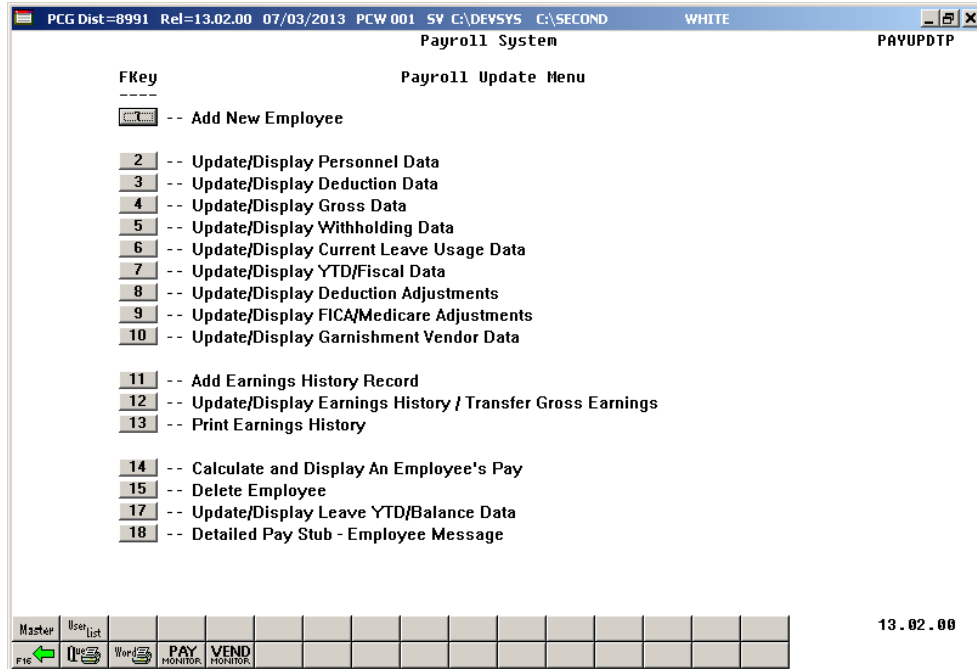 PCG Dist=8991 Rel=13.02.00 07/03/2013 PCW 001 SV C:\DEVSYS C:\SECOND WHITE
Payroll System PAYUPDTP
FKey Payroll Update Menu
----
1 -- Add New Employee
2 -- Update/Display Personnel Data
3 -- Update/Display Deduction Data
4 -- Update/Display Gross Data
5 -- Update/Display Withholding Data
6 -- Update/Display Current Leave Usage Data
7 -- Update/Display YTD/Fiscal Data
8 -- Update/Display Deduction Adjustments
9 -- Update/Display FICA/Medicare Adjustments
10 -- Update/Display Garnishment Vendor Data
11 -- Add Earnings History Record
12 -- Update/Display Earnings History / Transfer Gross Earnings
13 -- Print Earnings History
14 -- Calculate and Display An Employee's Pay
15 -- Delete Employee
17 -- Update/Display Leave YTD/Balance Data
18 -- Detailed Pay Stub - Employee Message
Master User List 13.02.00
F16 Que Word PAY MONITOR VEND MONITOR